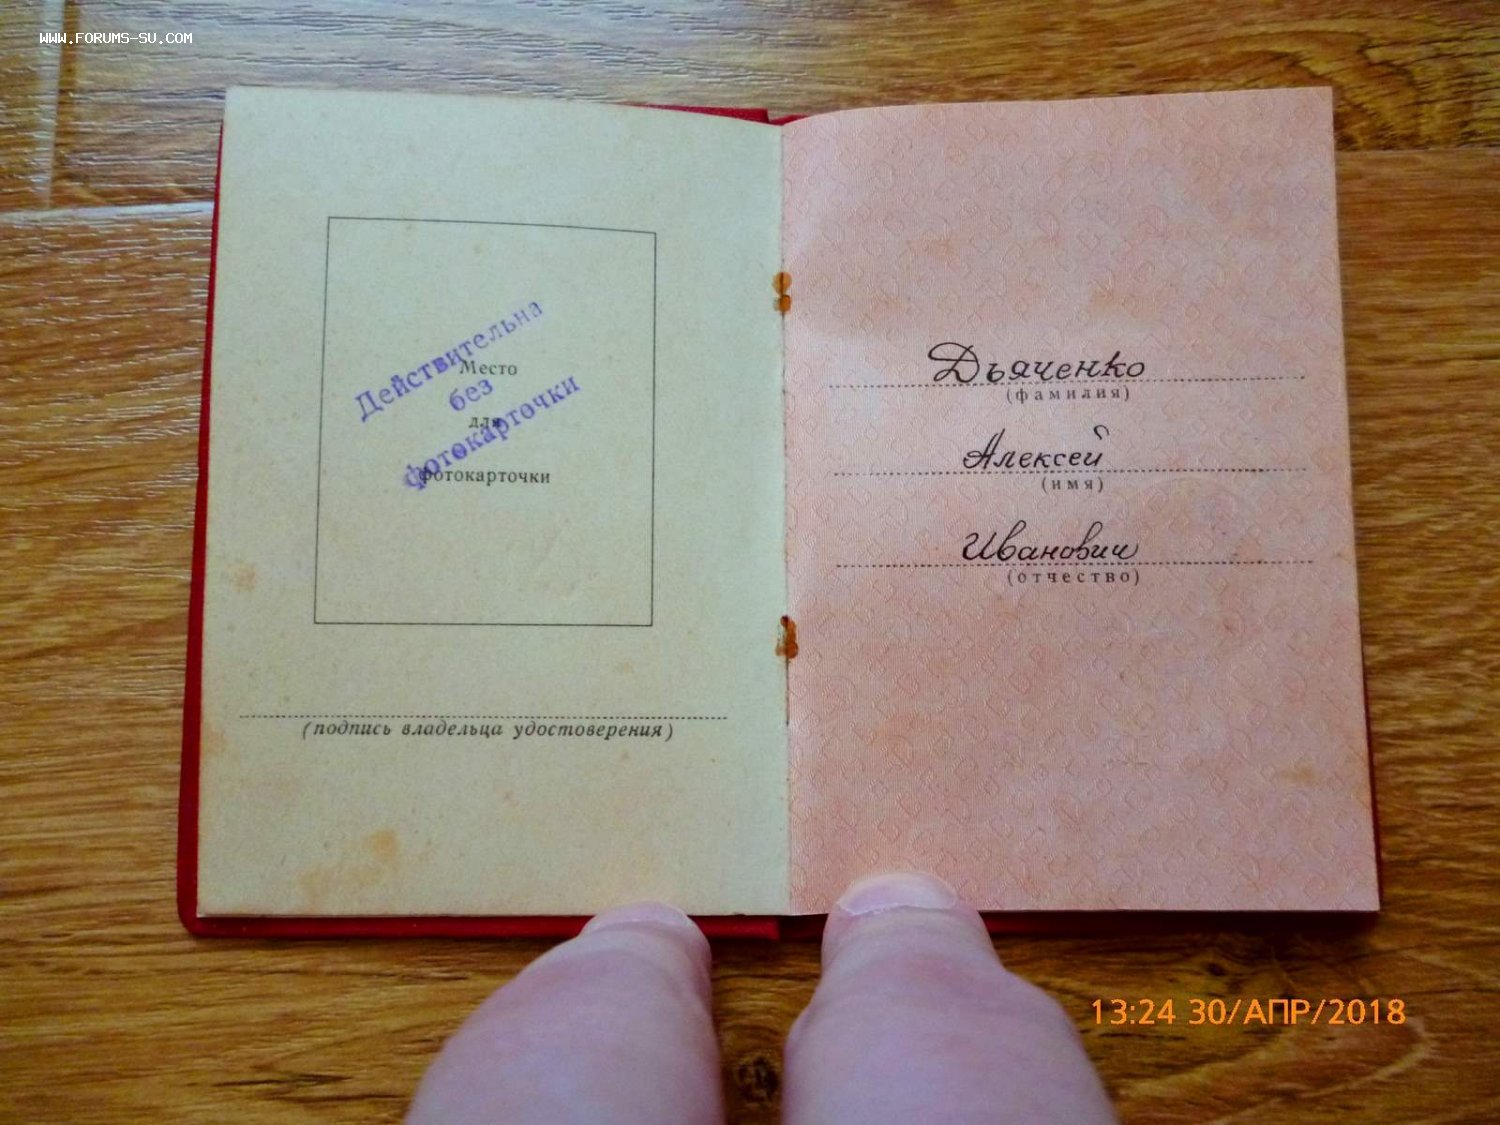 WWW.FORUMS-SU.COM
Действительна
без
фотокарточки
Место
для
фотокарточки
(подпись владельца удостоверения)
Дьяченко
(фамилия)
Алексей
(имя)
Иванович
(отчество)
13:24 30/АПР/2018